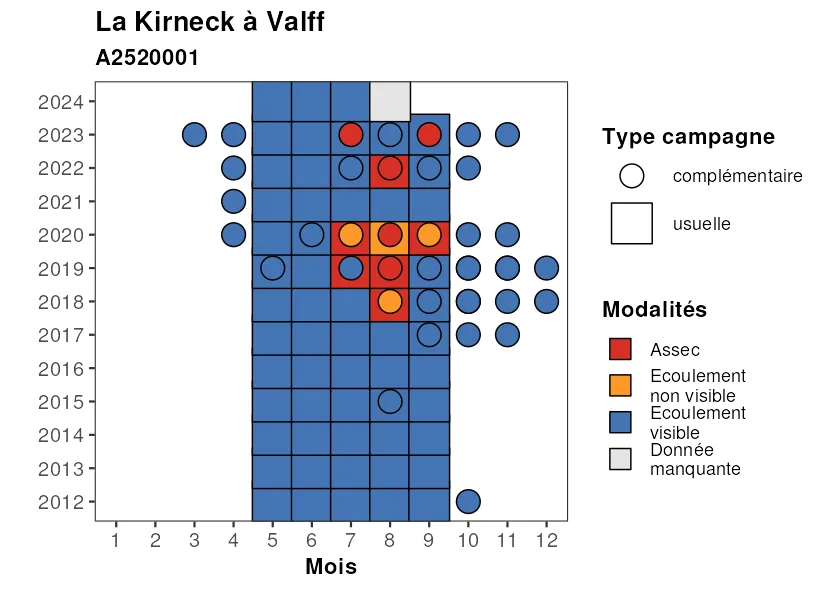 La Kirneck à Valff
A2520001
2024
2023
2022
2021
2020
2019
2018
2017
2016
2015
2014
2013
2012
1 2 3 4 5 6 7 8 9 10 11 12
Mois
Type campagne
complémentaire
usuelle
Modalités
Assec
Ecoulement
non visible
Ecoulement
visible
Donnée
manquante